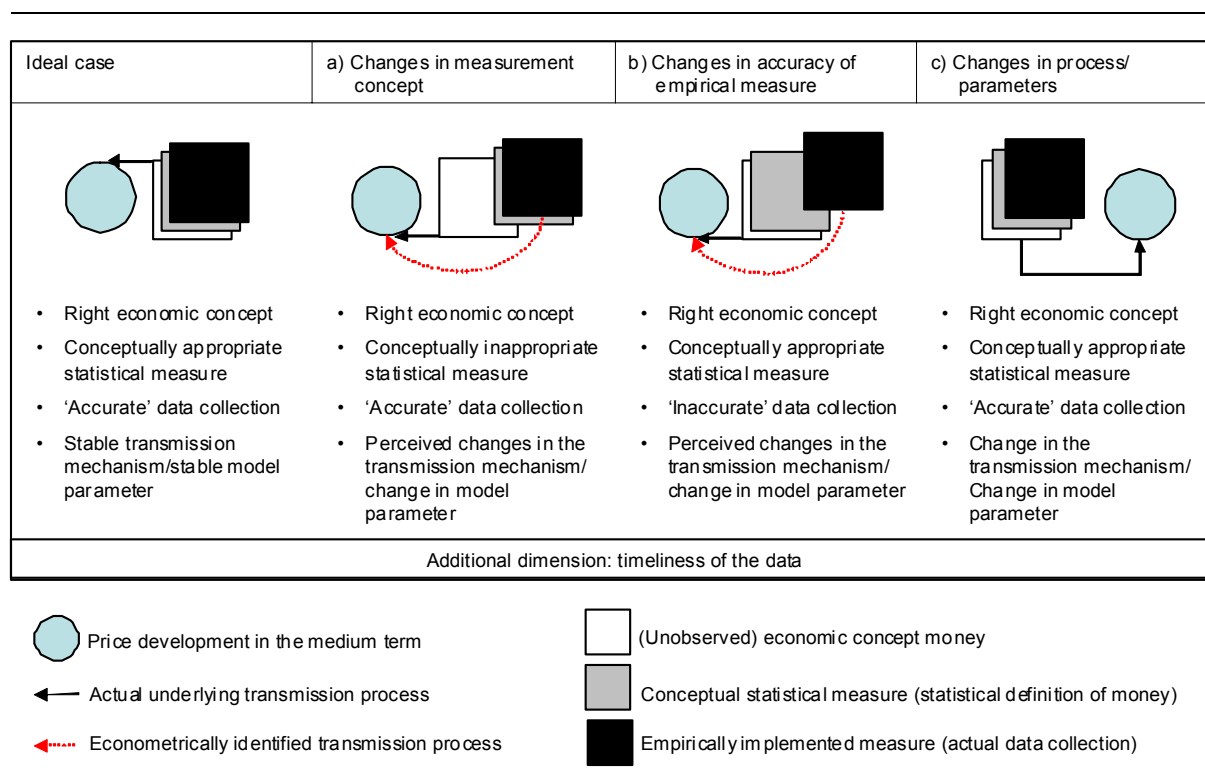 Ideal case
a) Changes in measurement
concept
b) Changes in accuracy of
empirical measure
c) Changes in process/
parameters
• Right economic concept
• Conceptually appropriate
statistical measure
• ‘Accurate’ data collection
• Stable transmission
mechanism/stable model
parameter
• Right economic concept
• Conceptually inappropriate
statistical measure
• ‘Accurate’ data collection
• Perceived changes in the
transmission mechanism/
change in model
parameter
• Right economic concept
• Conceptually appropriate
statistical measure
• ‘Inaccurate’ data collection
• Perceived changes in the
transmission mechanism/
change in model parameter
• Right economic concept
• Conceptually appropriate
statistical measure
• ‘Accurate’ data collection
• Change in the
transmission mechanism/
Change in model
parameter
Additional dimension: timeliness of the data
Price development in the medium term
Actual underlying transmission process
Econometrically identified transmission process
(Unobserved) economic concept money
Conceptual statistical measure (statistical definition of money)
Empirically implemented measure (actual data collection)